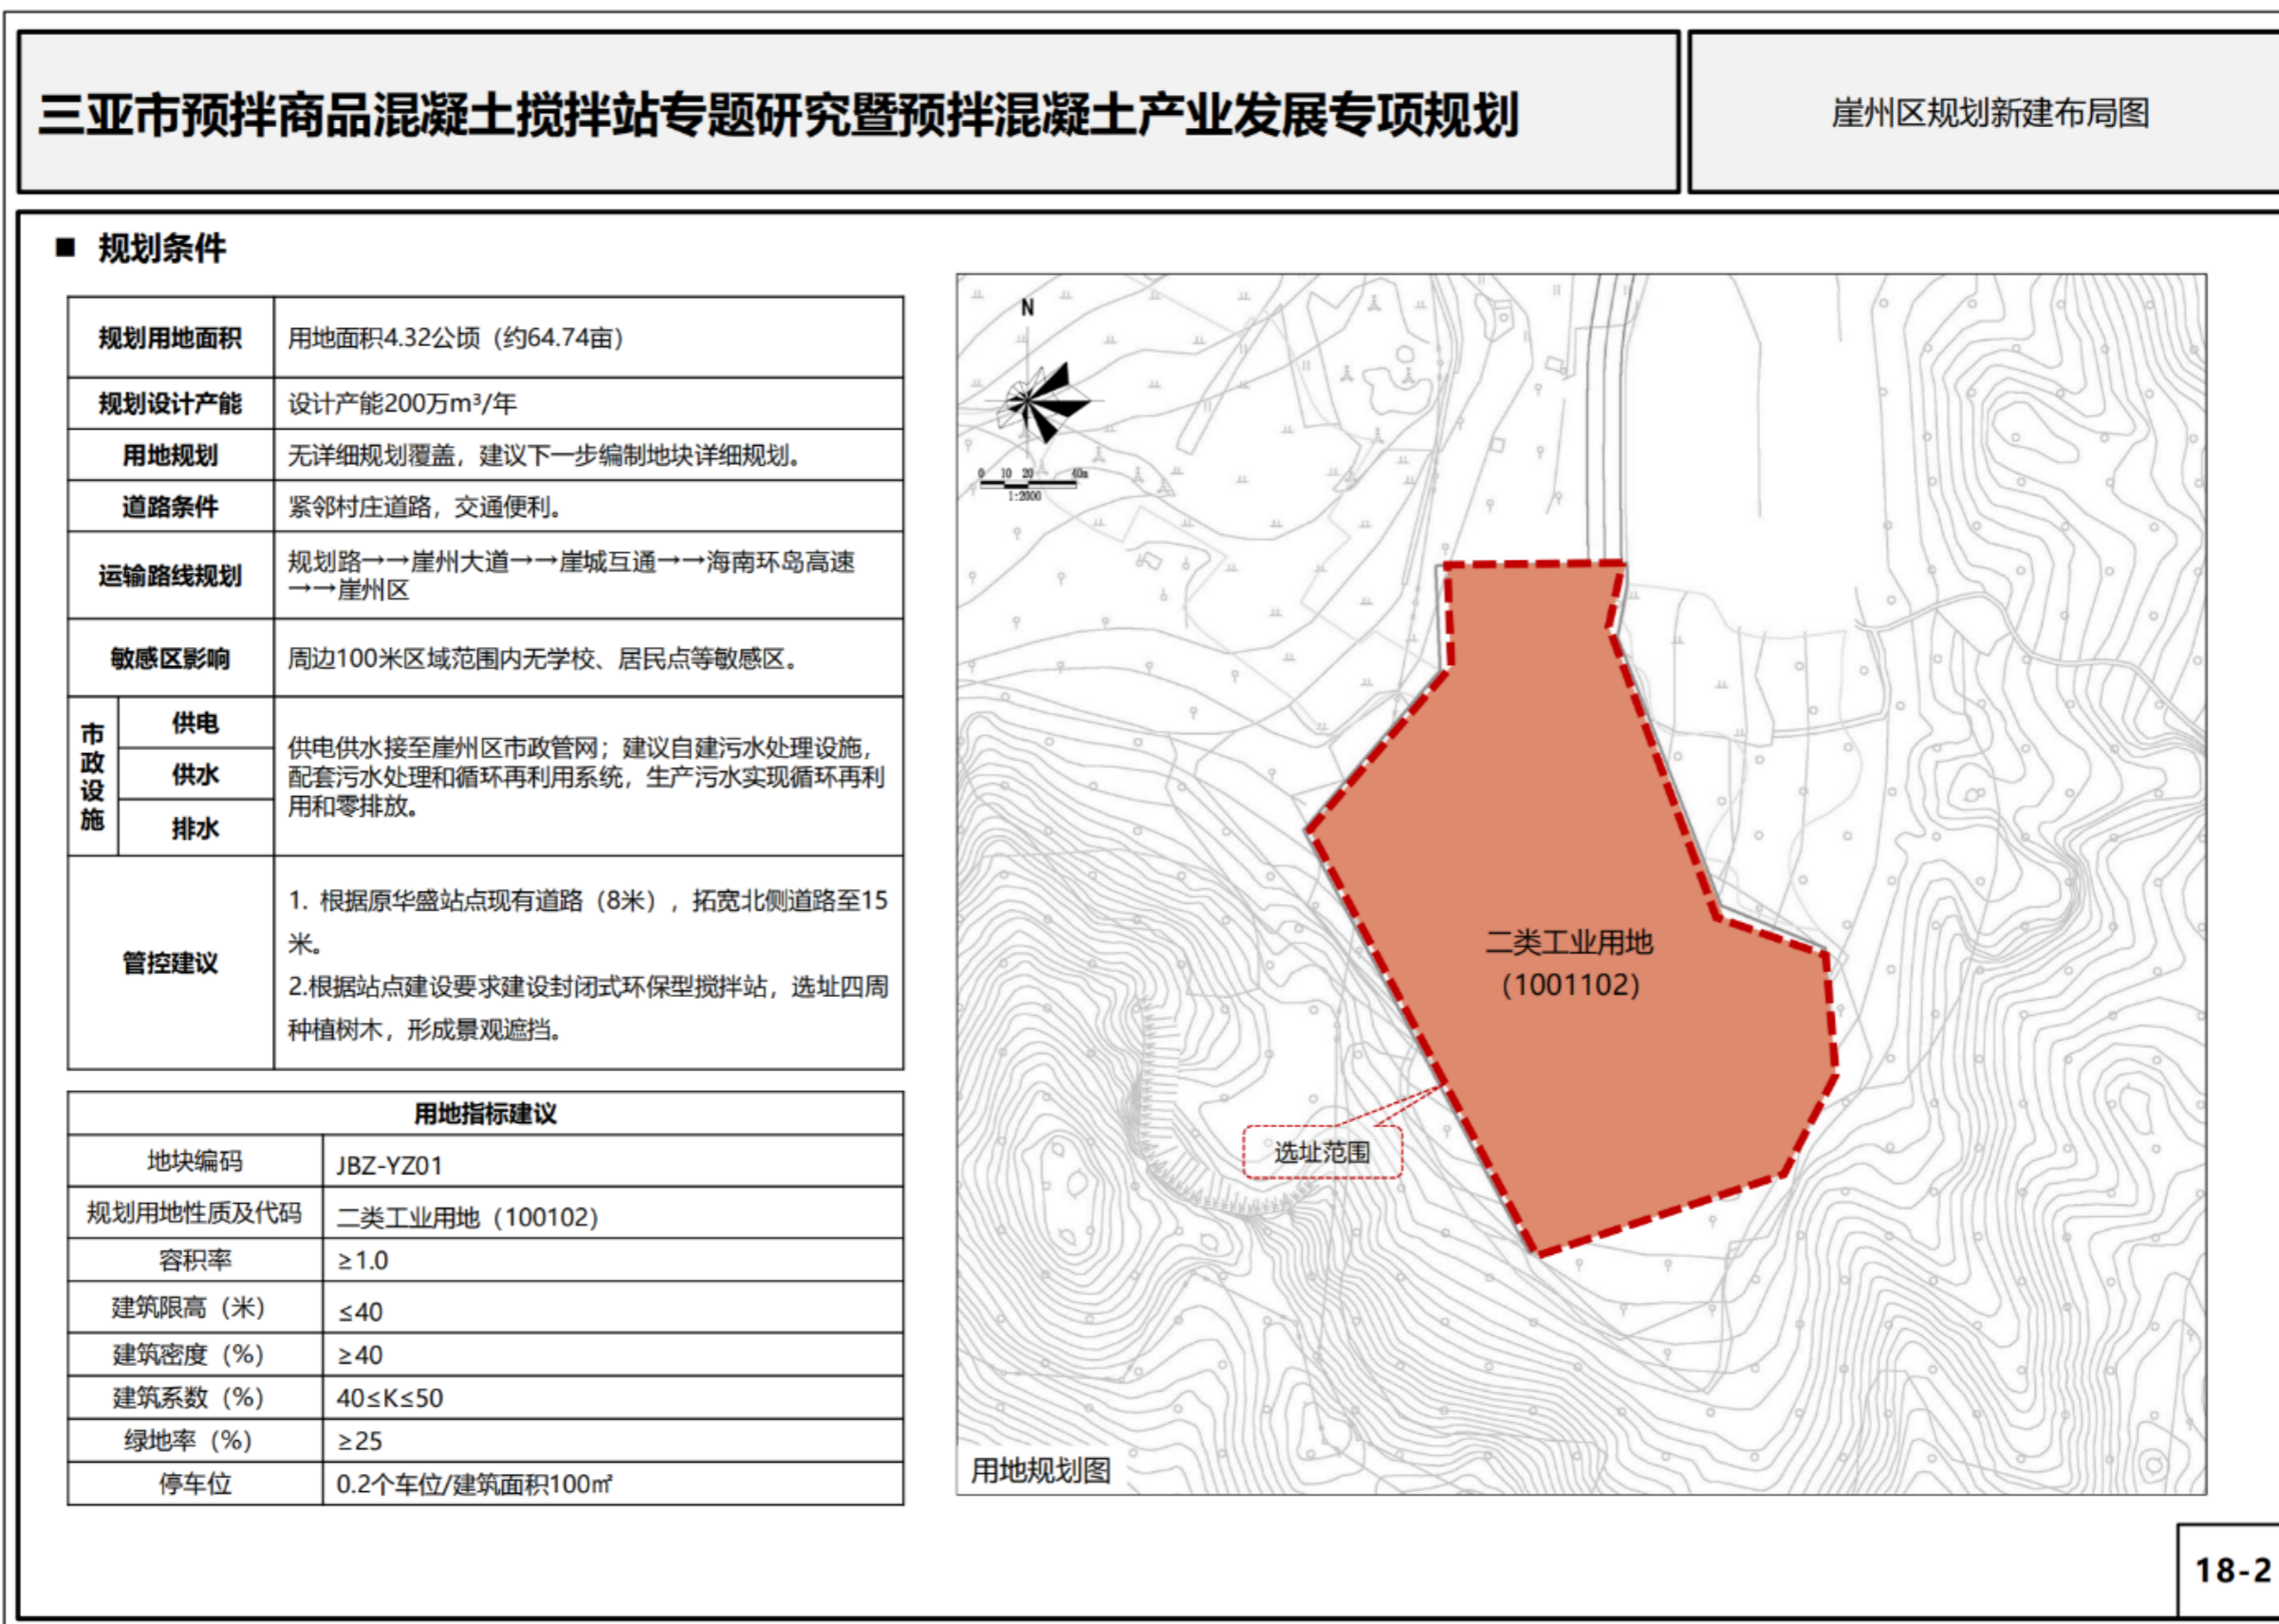 三亚市预拌商品混凝土搅拌站专题研究暨预拌混凝土产业发展专项规划
崖州区规划新建布局图
■ 规划条件
规划用地面积
用地面积4.32公顷（约64.74亩）
规划设计产能
设计产能200万m³/年
用地规划
无详细规划覆盖，建议下一步编制地块详细规划。
道路条件
紧邻村庄道路，交通便利。
运输路线规划
规划路→→崖州大道→→崖城互通→→海南环岛高速
→→崖州区
敏感区影响
周边100米区域范围内无学校、居民点等敏感区。
市政设施
供电
供水
排水
供电供水接至崖州区市政管网；建议自建污水处理设施，
配套污水处理和循环再利用系统，生产污水实现循环再利
用和零排放。
管控建议
1. 根据原华盛站点现有道路（8米），拓宽北侧道路至15
米。
2.根据站点建设要求建设封闭式环保型搅拌站，选址四周
种植树木，形成景观遮挡。
用地指标建议
地块编码
JBZ-YZ01
规划用地性质及代码
二类工业用地（100102）
容积率
≥1.0
建筑限高（米）
≤40
建筑密度（%）
≥40
建筑系数（%）
40≤K≤50
绿地率（%）
≥25
停车位
0.2个车位/建筑面积100㎡
N
0 10 20 40m
1:2000
二类工业用地
（1001102）
选址范围
用地规划图
18-2